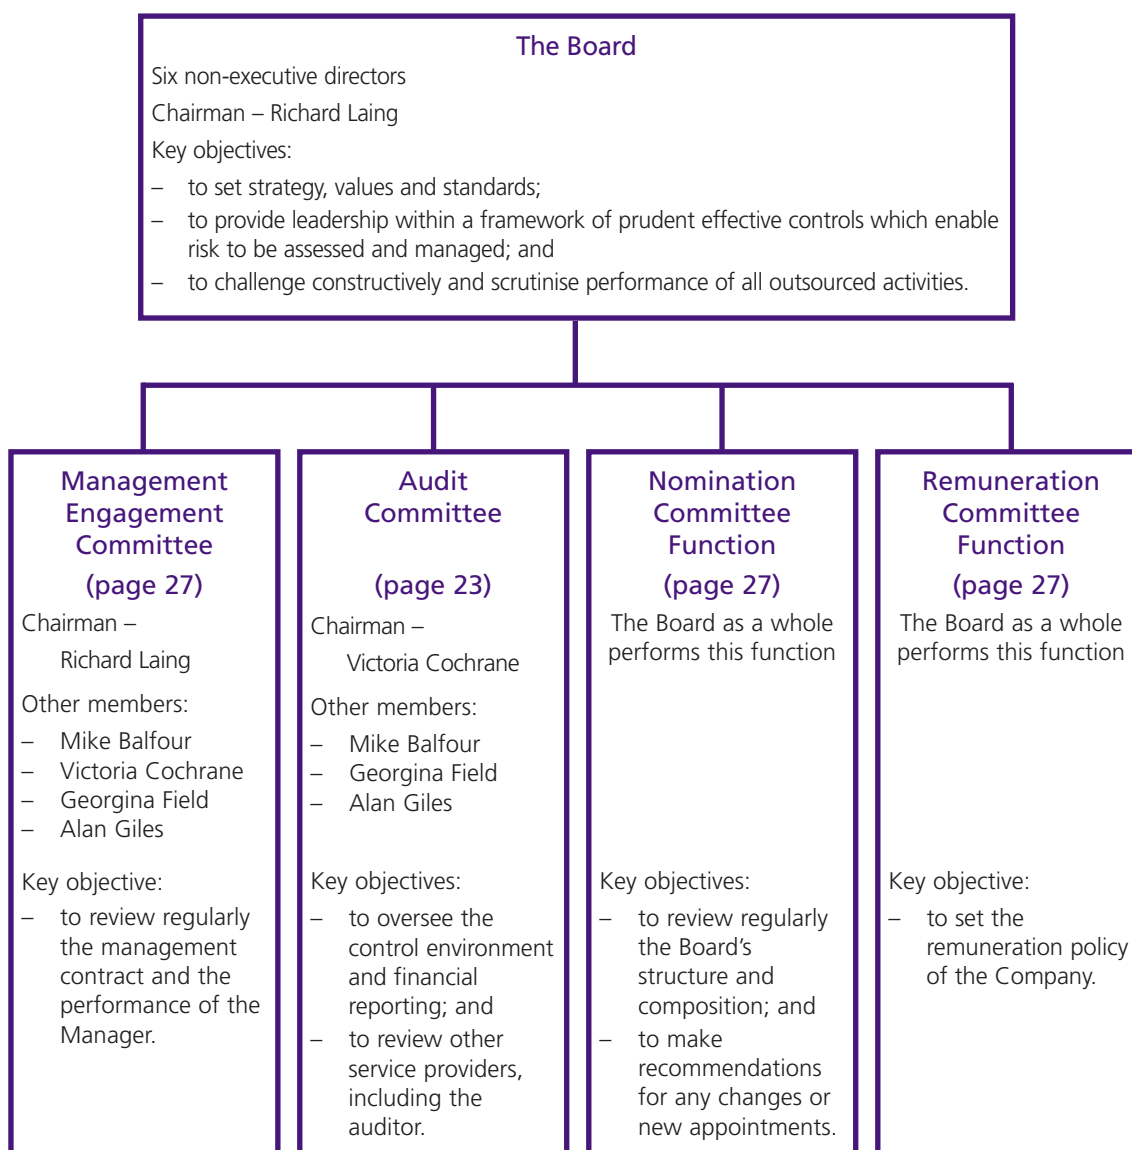 The Board
Six non-executive directors
Chairman – Richard Laing
Key objectives:
– to set strategy, values and standards;
– to provide leadership within a framework of prudent effective controls which enable
risk to be assessed and managed; and
– to challenge constructively and scrutinise performance of all outsourced activities.
Management
Engagement
Committee
(page 27)
Chairman –
Richard Laing
Other members:
– Mike Balfour
– Victoria Cochrane
– Georgina Field
– Alan Giles
Key objective:
– to review regularly
the management
contract and the
performance of the
Manager.
Audit
Committee
(page 23)
Chairman –
Victoria Cochrane
Other members:
– Mike Balfour
– Georgina Field
– Alan Giles
Key objectives:
– to oversee the
control environment
and financial
reporting; and
– to review other
service providers,
including the
auditor.
Nomination
Committee
Function
(page 27)
The Board as a whole
performs this function
Key objectives:
– to review regularly
the Board's
structure and
composition; and
– to make
recommendations
for any changes or
new appointments.
Remuneration
Committee
Function
(page 27)
The Board as a whole
performs this function
Key objective:
– to set the
remuneration policy
of the Company.